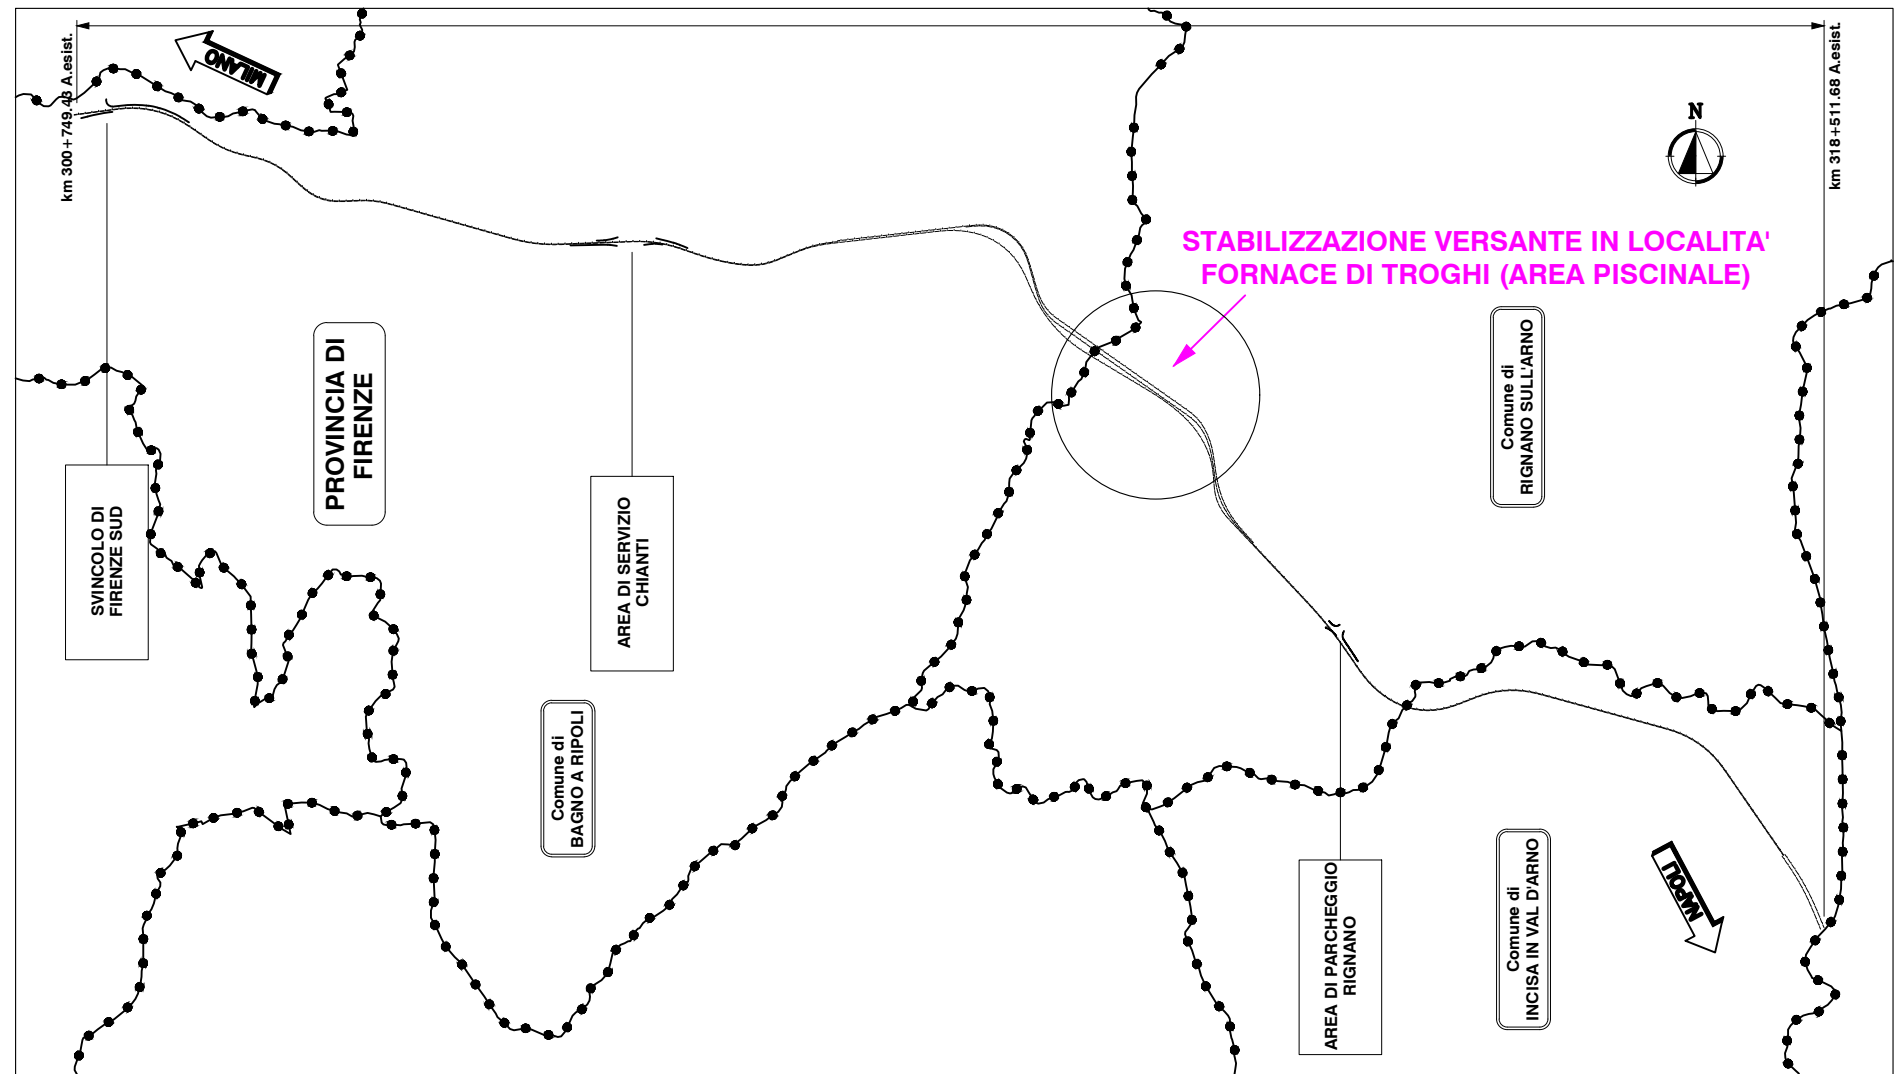 km 300+749.43 A.esist.
MILANO
N
km 318+511.68 A.esist.
STABILIZZAZIONE VERSANTE IN LOCALITA'
FORNACE DI TROGHI (AREA PISCINALE)
PROVINCIA DI
FIRENZE
Comune di
RIGNANO SULL'ARNO
SVINCOLO DI
FIRENZE SUD
AREA DI SERVIZIO
CHIANTI
Comune di
BAGNO A RIPOLI
AREA DI PARCHEGGIO
RIGNANO
Comune di
INCISA IN VAL D'ARNO
NAPOLI